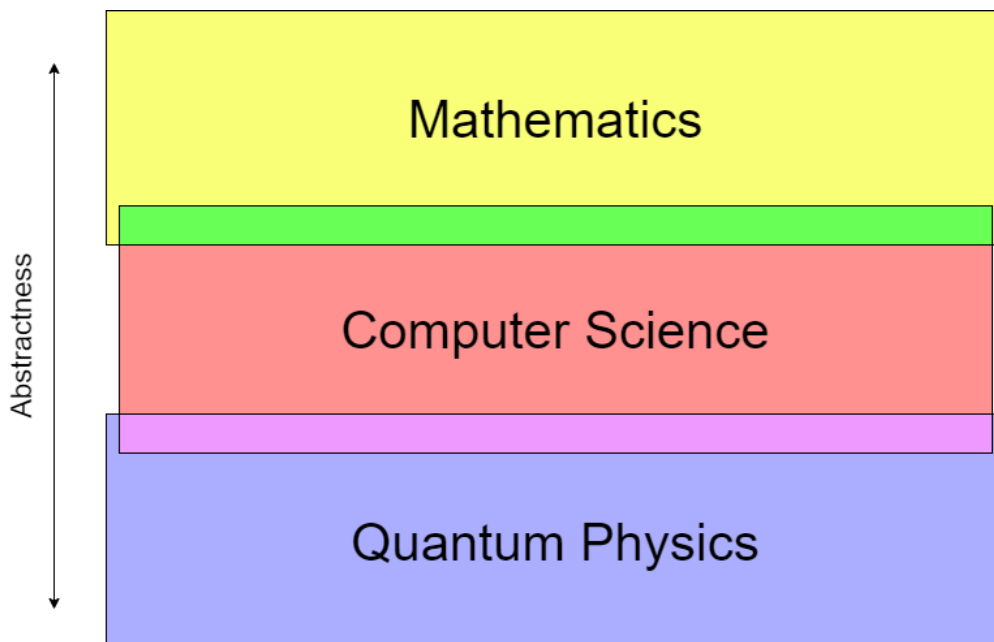 Mathematics
Abstractness
Computer Science
Quantum Physics